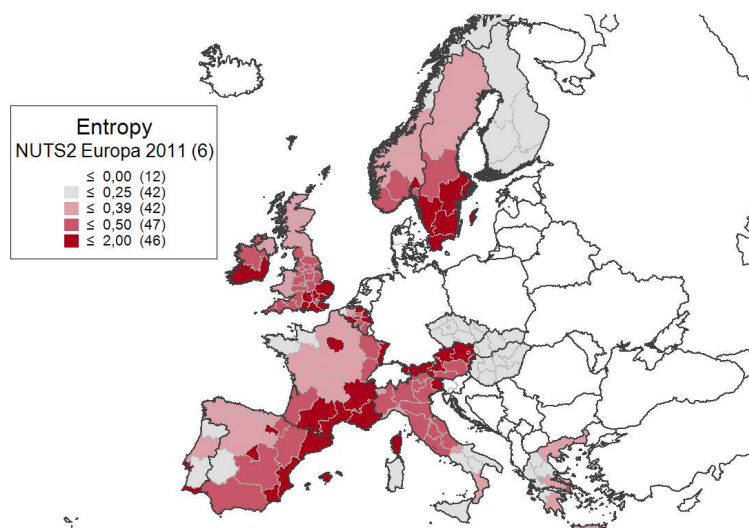 Entropy
NUTS2 Europa 2011 (6)
≤ 0,00 (12)
≤ 0,25 (42)
≤ 0,39 (42)
≤ 0,50 (47)
≤ 2,00 (46)